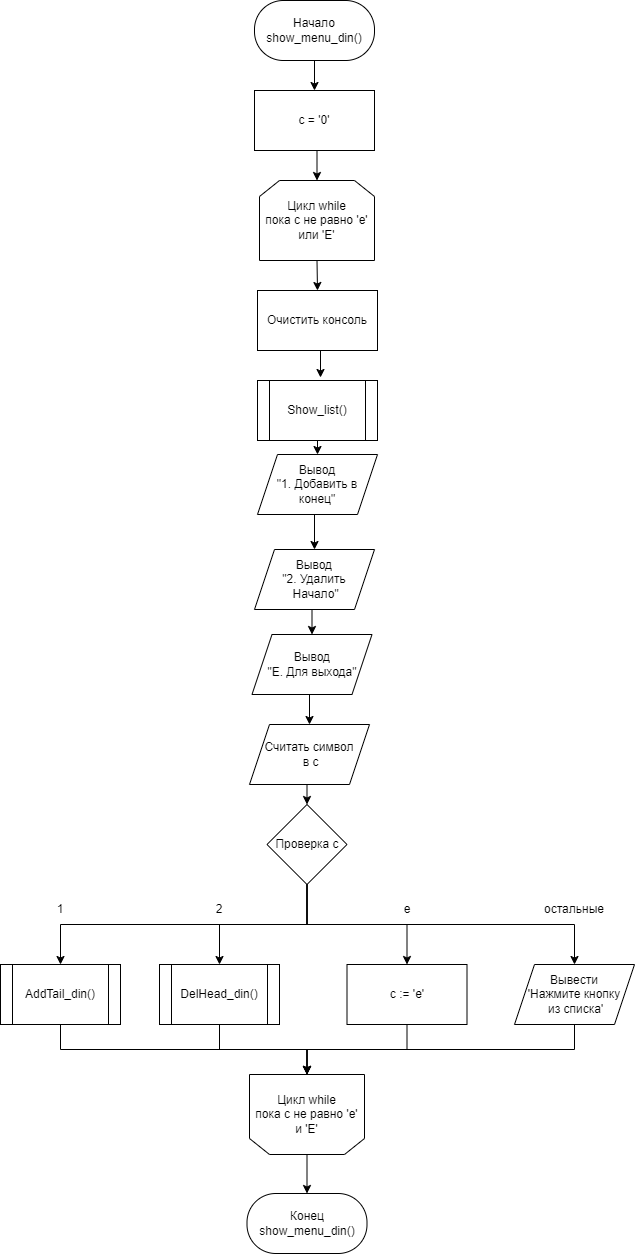 Начало
show_menu_din()
c = '0'
Цикл while
пока c не равно 'e'
или 'E'
Очистить консоль
Show_list()
Вывод
"1. Добавить в
конец"
Вывод
"2. Удалить
Начало"
Вывод
"E. Для выхода"
Считать символ
в c
Проверка c
1
2
e
остальные
AddTail_din()
DelHead_din()
c := 'e'
Вывести
'Нажмите кнопку
из списка'
Цикл while
пока c не равно 'e'
и 'E'
Конец
show_menu_din()